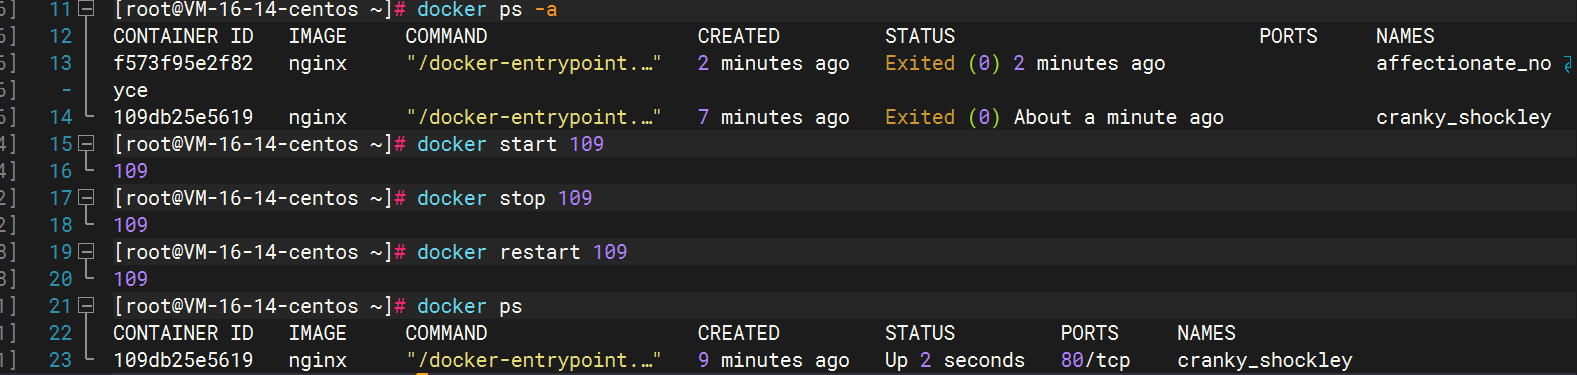 6] 11 [root@VM-16-14-centos ~]# docker ps -a
6] 12 CONTAINER ID   IMAGE     COMMAND                  CREATED         STATUS                          PORTS     NAMES
6] 13 f573f95e2f82   nginx     "/docker-entrypoint.…"   2 minutes ago   Exited (0) 2 minutes ago                  affectionate_no
6] - yce
6] 14 109db25e5619   nginx     "/docker-entrypoint.…"   7 minutes ago   Exited (0) About a minute ago             cranky_shockley
4] 15 [root@VM-16-14-centos ~]# docker start 109
4] 16 109
2] 17 [root@VM-16-14-centos ~]# docker stop 109
2] 18 109
3] 19 [root@VM-16-14-centos ~]# docker restart 109
3] 20 109
1] 21 [root@VM-16-14-centos ~]# docker ps
1] 22 CONTAINER ID   IMAGE     COMMAND                  CREATED         STATUS         PORTS     NAMES
1] 23 109db25e5619   nginx     "/docker-entrypoint.…"   9 minutes ago   Up 2 seconds   80/tcp    cranky_shockley